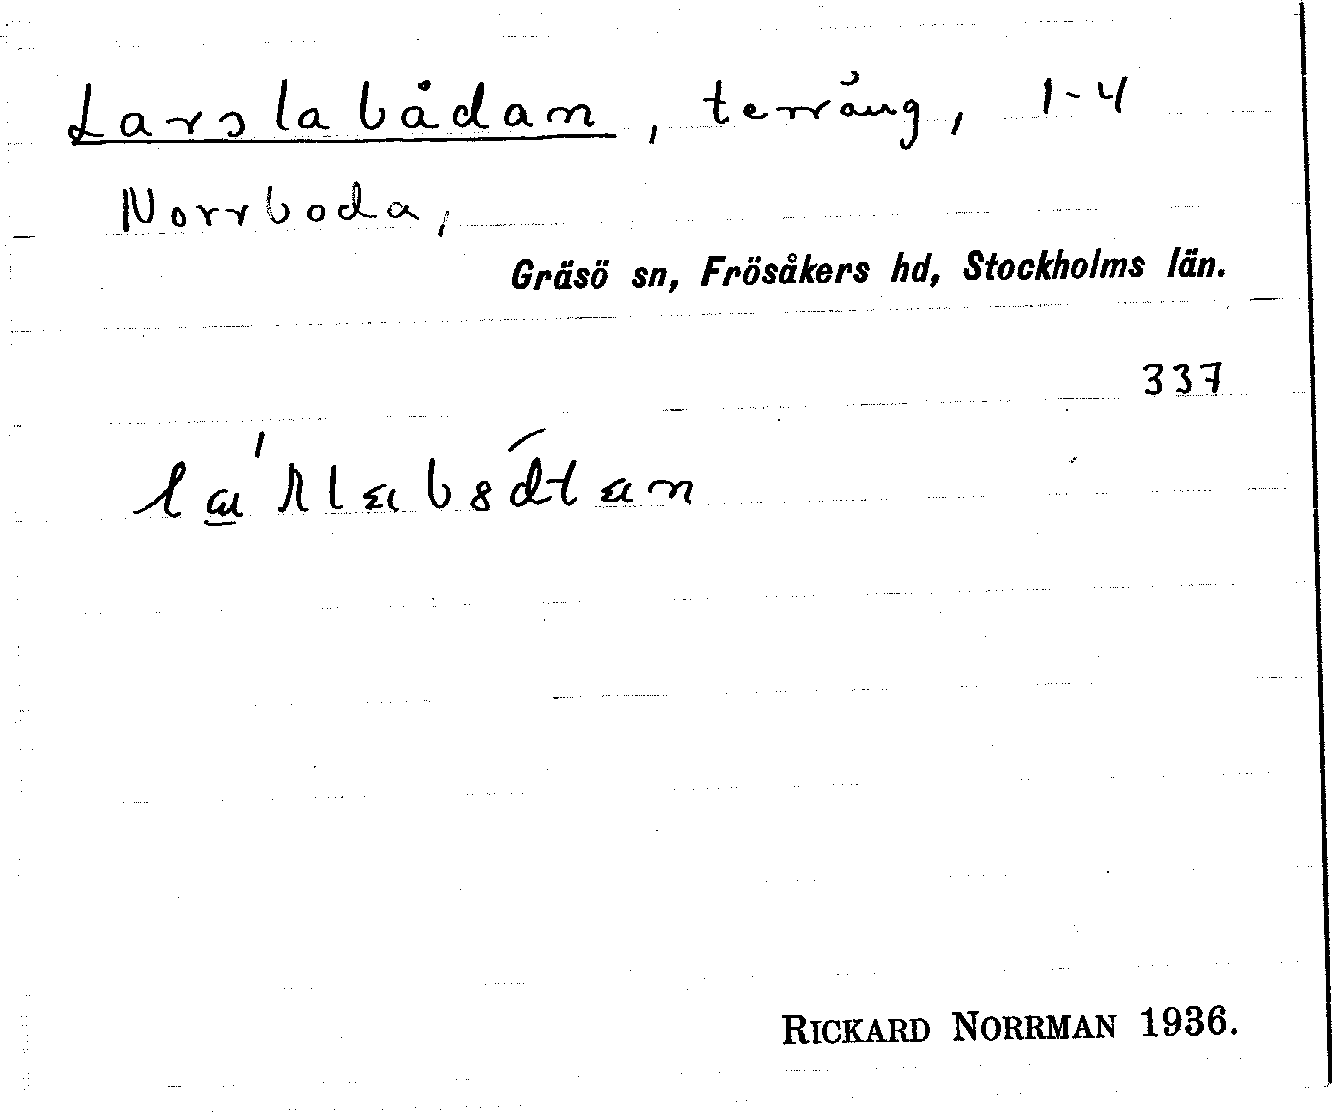 Larslabådan, terräng, 1-4
Norrboda,
Gräsö sn, Frösåkers hd, Stockholms län.
337
RICKARD NORRMAN 1936.